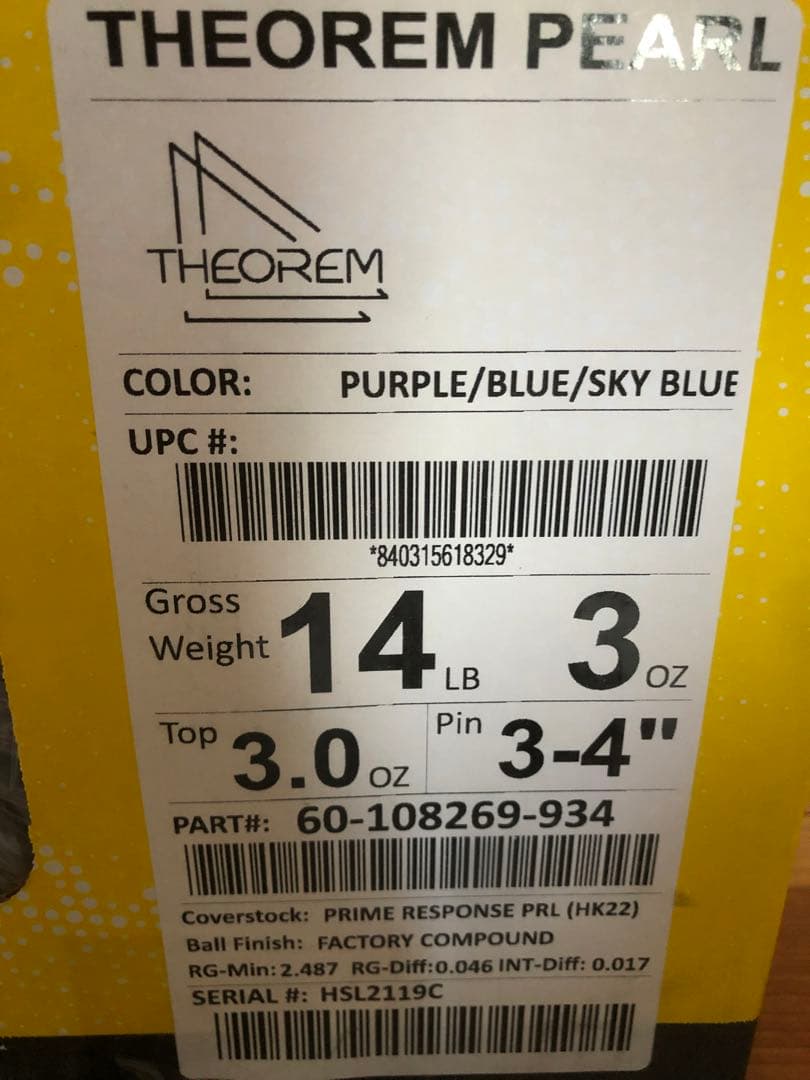 THEOREM PEARL
THEOREM
COLOR: PURPLE/BLUE/SKY BLUE
UPC #:
*840315618329*
Gross Weight 14 LB 3 OZ
Top 3.0 OZ Pin 3-4"
PART#: 60-108269-934
Coverstock: PRIME RESPONSE PRL (HK22)
Ball Finish: FACTORY COMPOUND
RG-Min: 2.487 RG-Diff:0.046 INT-Diff: 0.017
SERIAL #: HSL2119C